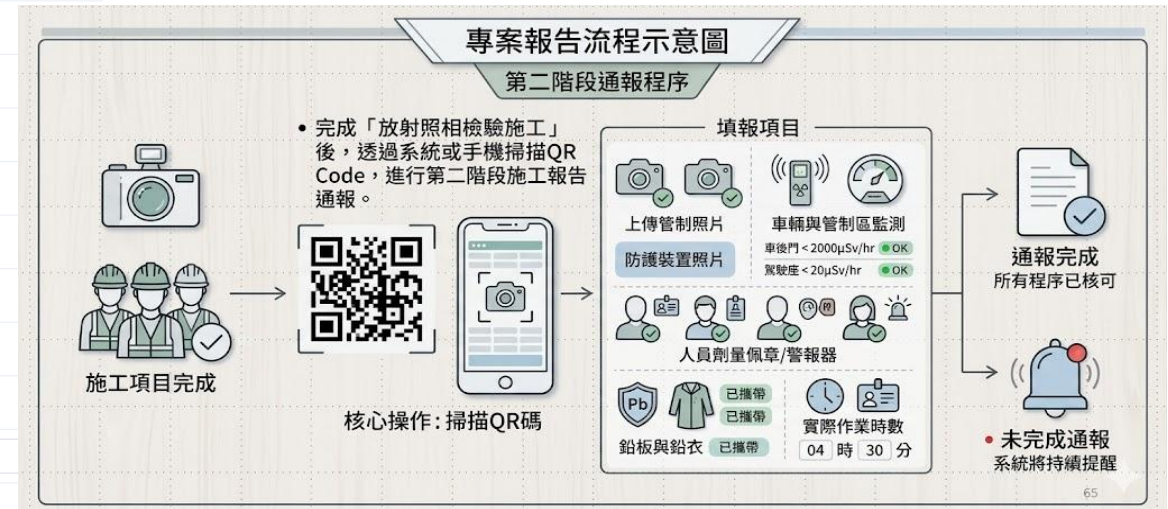 專案報告流程示意圖
第二階段通報程序
施工項目完成
• 完成「放射照相檢驗施工」
後，透過系統或手機掃描QR
Code，進行第二階段施工報告
通報。
核心操作：掃描QR碼
填報項目
上傳管制照片
防護裝置照片
車輛與管制區監測
車後門 < 2000μSv/hr OK
駕駛座 < 20μSv/hr OK
人員劑量佩章/警報器
Pb
已攜帶
已攜帶
鉛板與鉛衣 已攜帶
實際作業時數
04 時 30 分
通報完成
所有程序已核可
• 未完成通報
系統將持續提醒
65